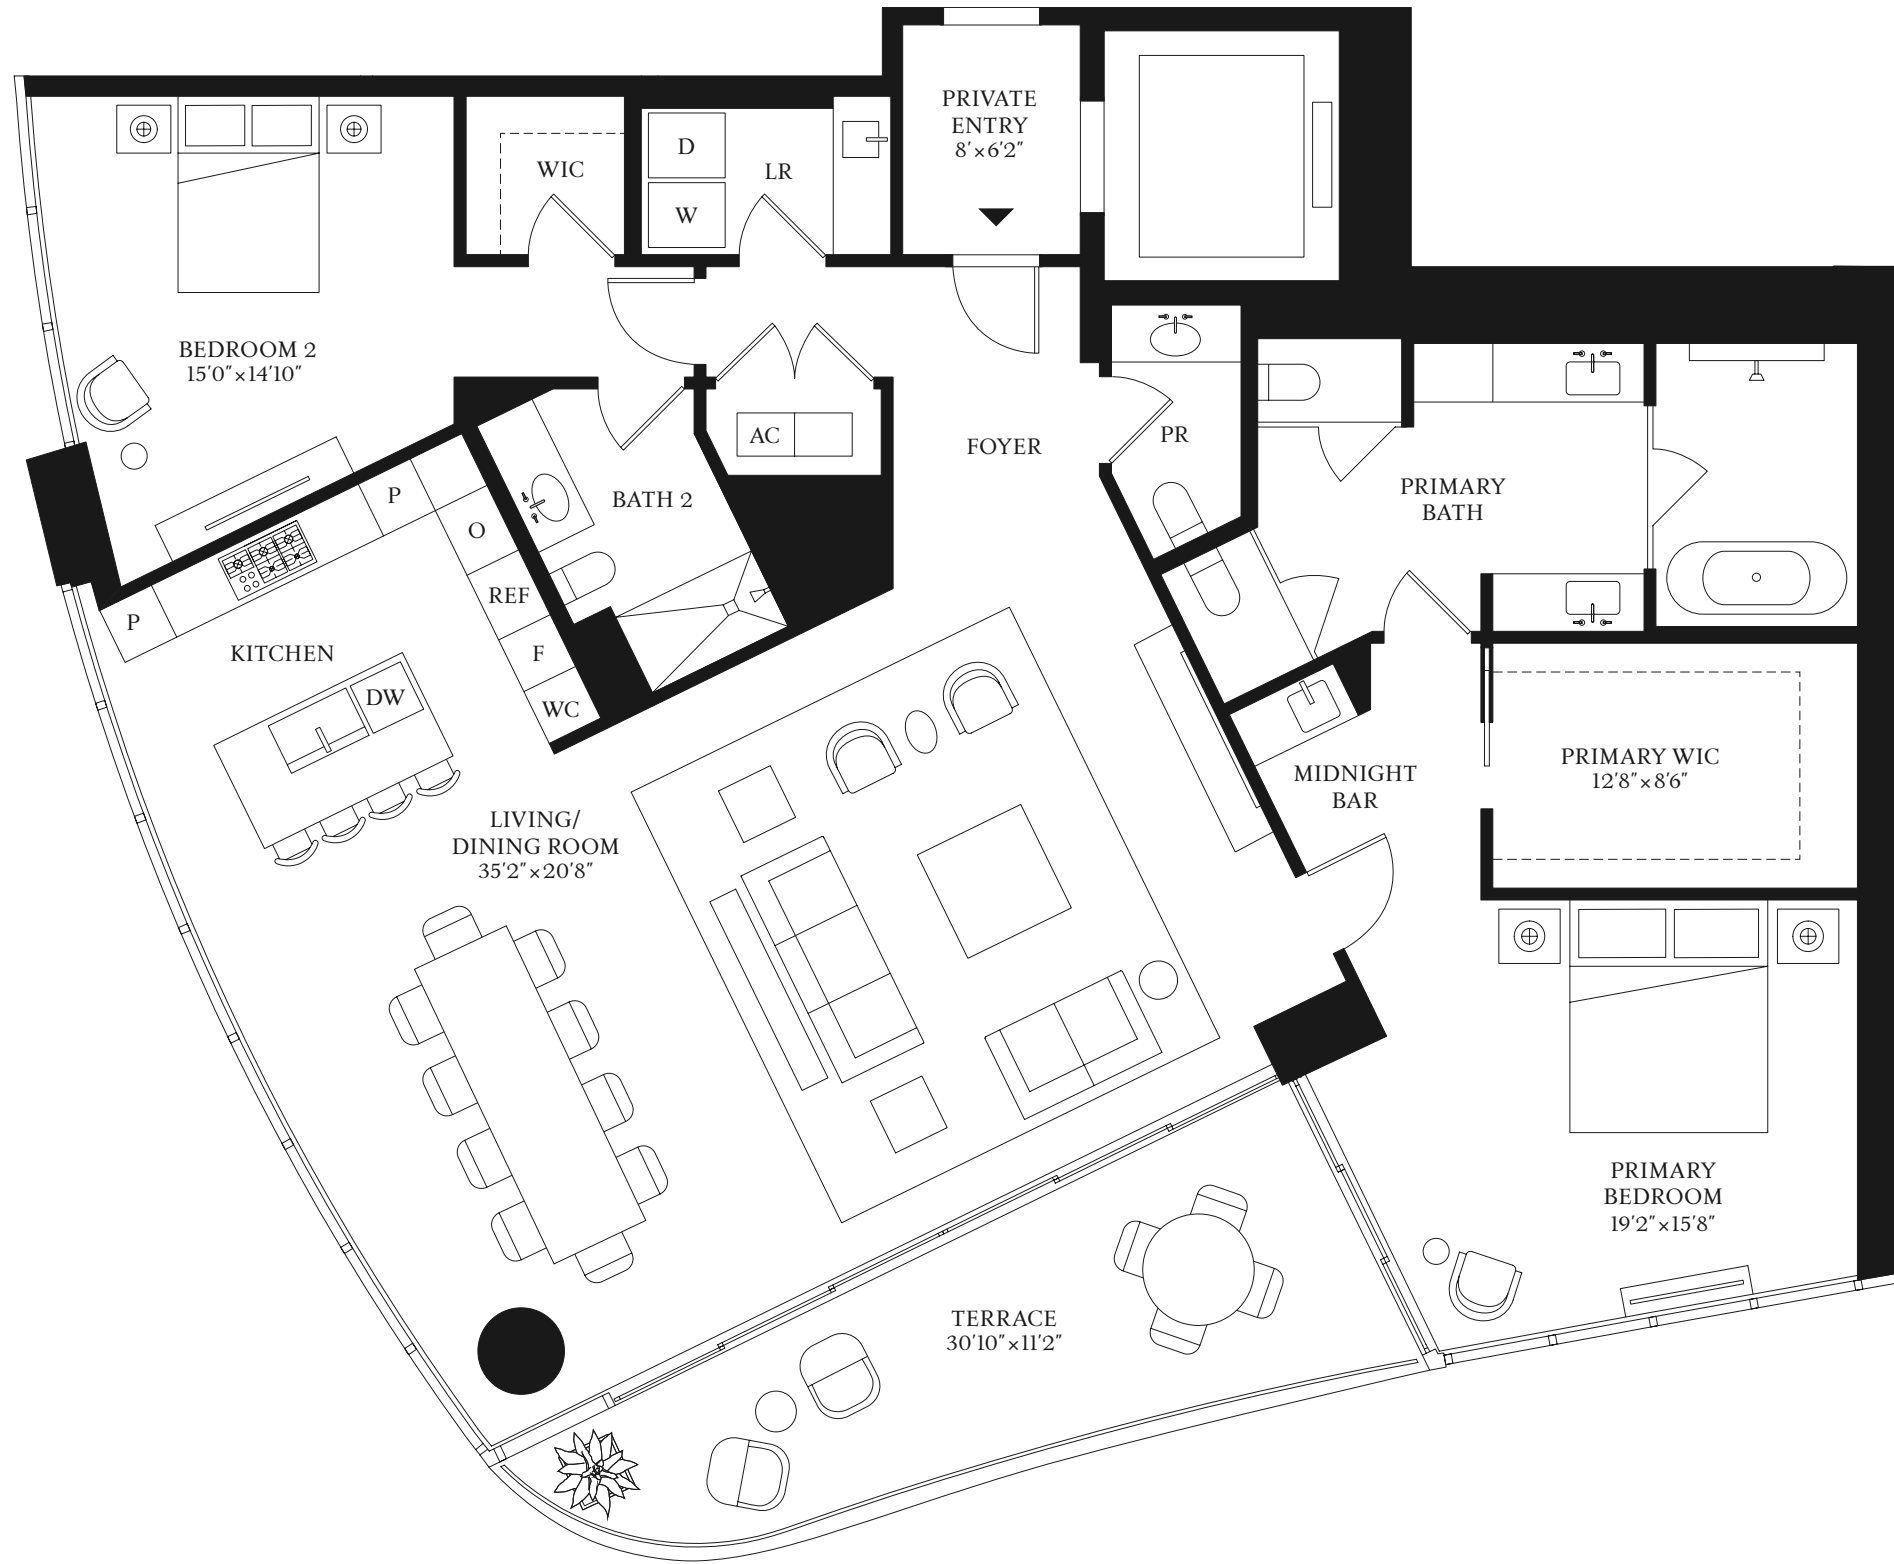 PRIVATE
ENTRY
8'×6'2"
D
WIC
LR
W
BEDROOM 2
15'0"×14'10"
AC
PR
FOYER
P
BATH 2
PRIMARY
BATH
O
REF
P
KITCHEN
F
DW
WC
MIDNIGHT
BAR
PRIMARY WIC
12'8"×8'6"
LIVING/
DINING ROOM
35'2"×20'8"
PRIMARY
BEDROOM
19'2"×15'8"
TERRACE
30'10"×11'2"